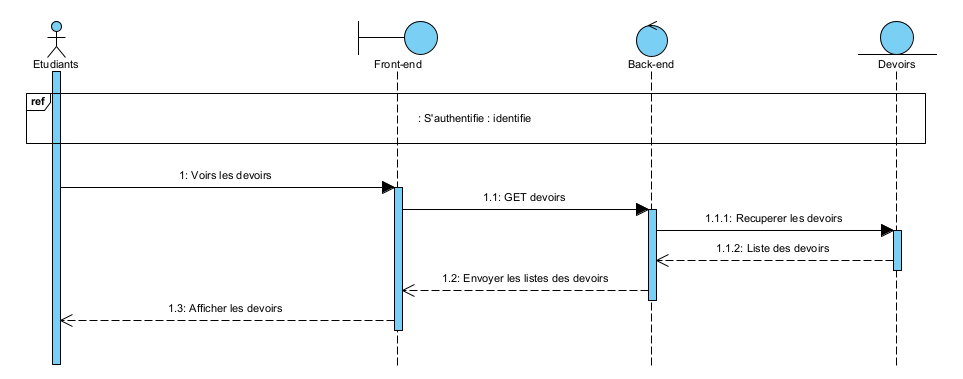 Etudiants
Front-end
Back-end
Devoirs
ref
: S'authentifie : identifie
1: Voirs les devoirs
1.1: GET devoirs
1.1.1: Recuperer les devoirs
1.1.2: Liste des devoirs
1.2: Envoyer les listes des devoirs
1.3: Afficher les devoirs